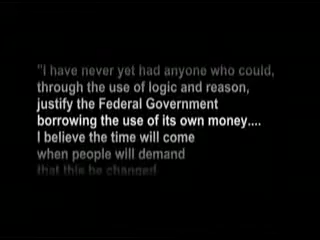 "I have never yet had anyone who could,
through the use of logic and reason,
justify the Federal Government
borrowing the use of its own money....
I believe the time will come
when people will demand
that this be changed